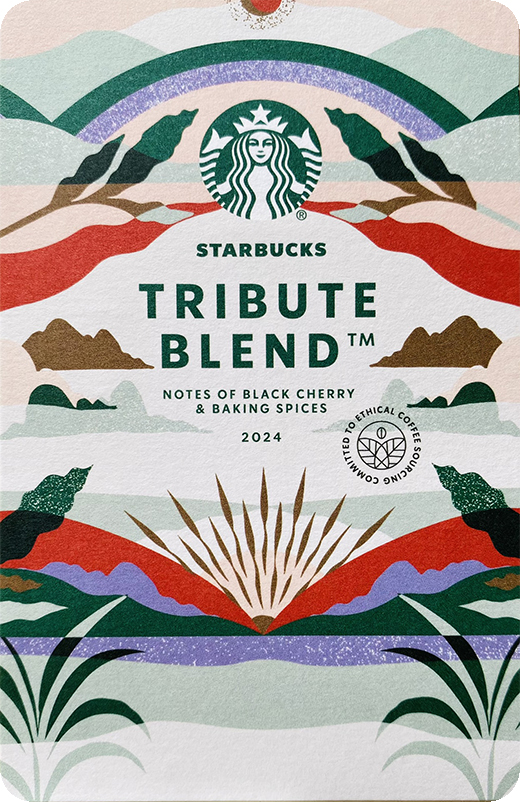 ®
STARBUCKS
TRIBUTE
BLEND™
NOTES OF BLACK CHERRY
& BAKING SPICES
2024
COMMITTED TO ETHICAL COFFEE SOURCING